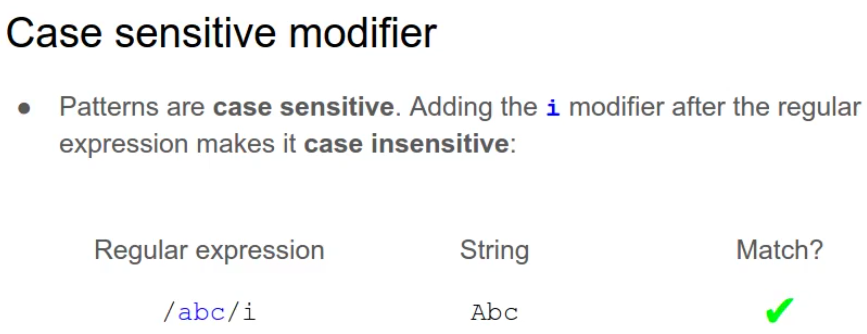 Case sensitive modifier
● Patterns are case sensitive. Adding the i modifier after the regular
expression makes it case insensitive:
Regular expression String Match?
/abc/i Abc ✔